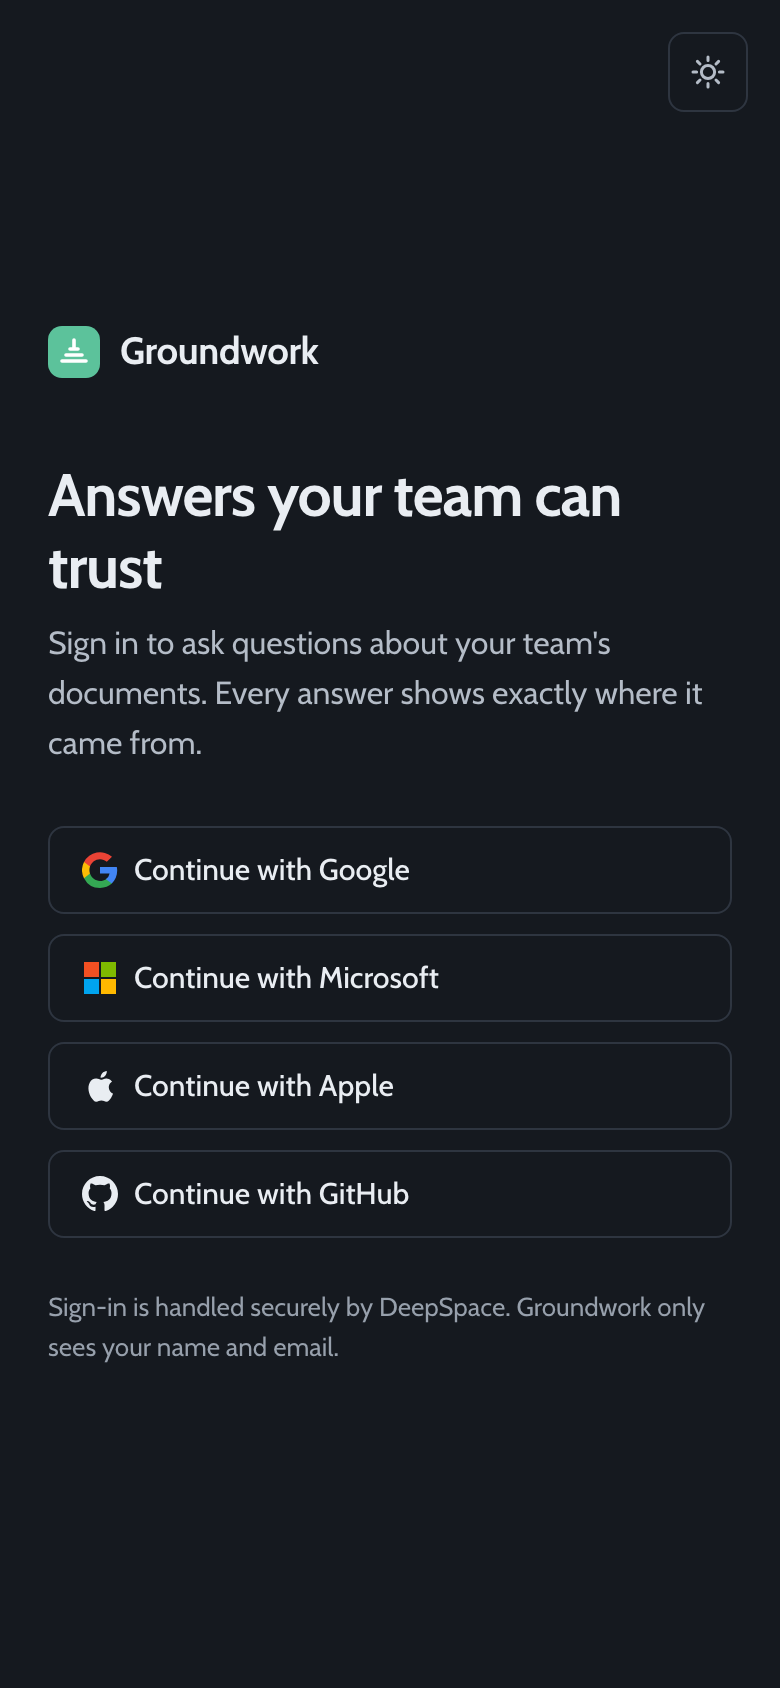 Groundwork
Answers your team can
trust
Sign in to ask questions about your team's
documents. Every answer shows exactly where it
came from.
Continue with Google
Continue with Microsoft
Continue with Apple
Continue with GitHub
Sign-in is handled securely by DeepSpace. Groundwork only
sees your name and email.